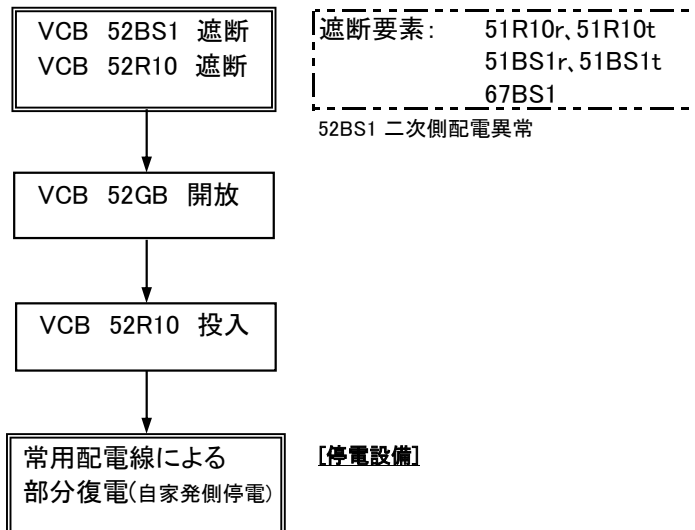 VCB 52BS1 遮断
VCB 52R10 遮断
遮断要素: 51R10r、51R10t
51BS1r、51BS1t
67BS1
52BS1 二次側配電異常
VCB 52GB 開放
VCB 52R10 投入
常用配電線による
部分復電(自家発側停電)
[停電設備]